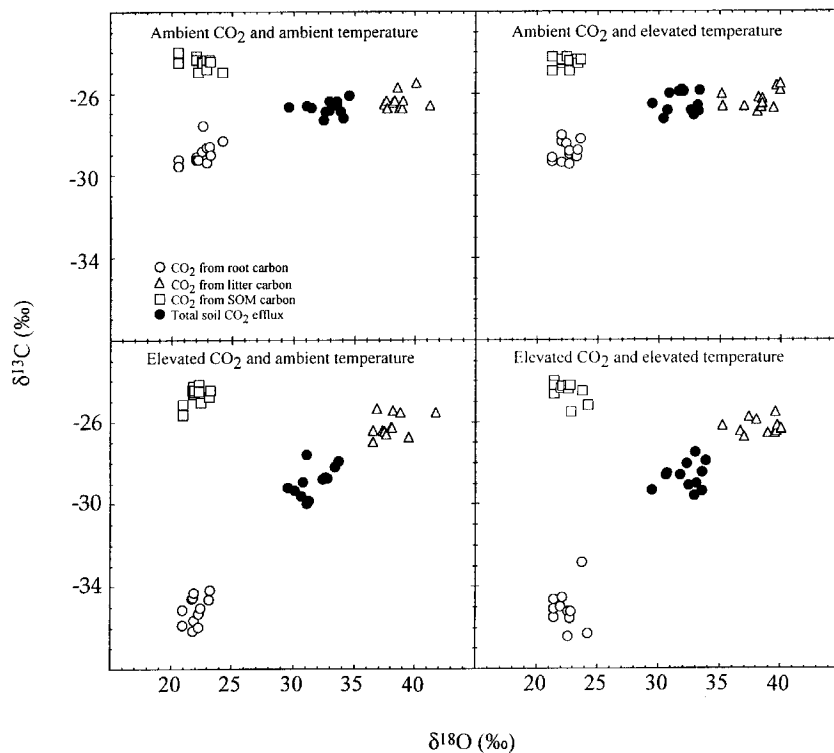 Ambient CO2 and ambient temperature
Ambient CO2 and elevated temperature
-26
-30
-34
CO2 from root carbon
CO2 from litter carbon
CO2 from SOM carbon
Total soil CO2 efflux
δ13C (‰)
Elevated CO2 and ambient temperature
Elevated CO2 and elevated temperature
-26
-30
-34
20 25 30 35 40
20 25 30 35 40
δ18O (‰)